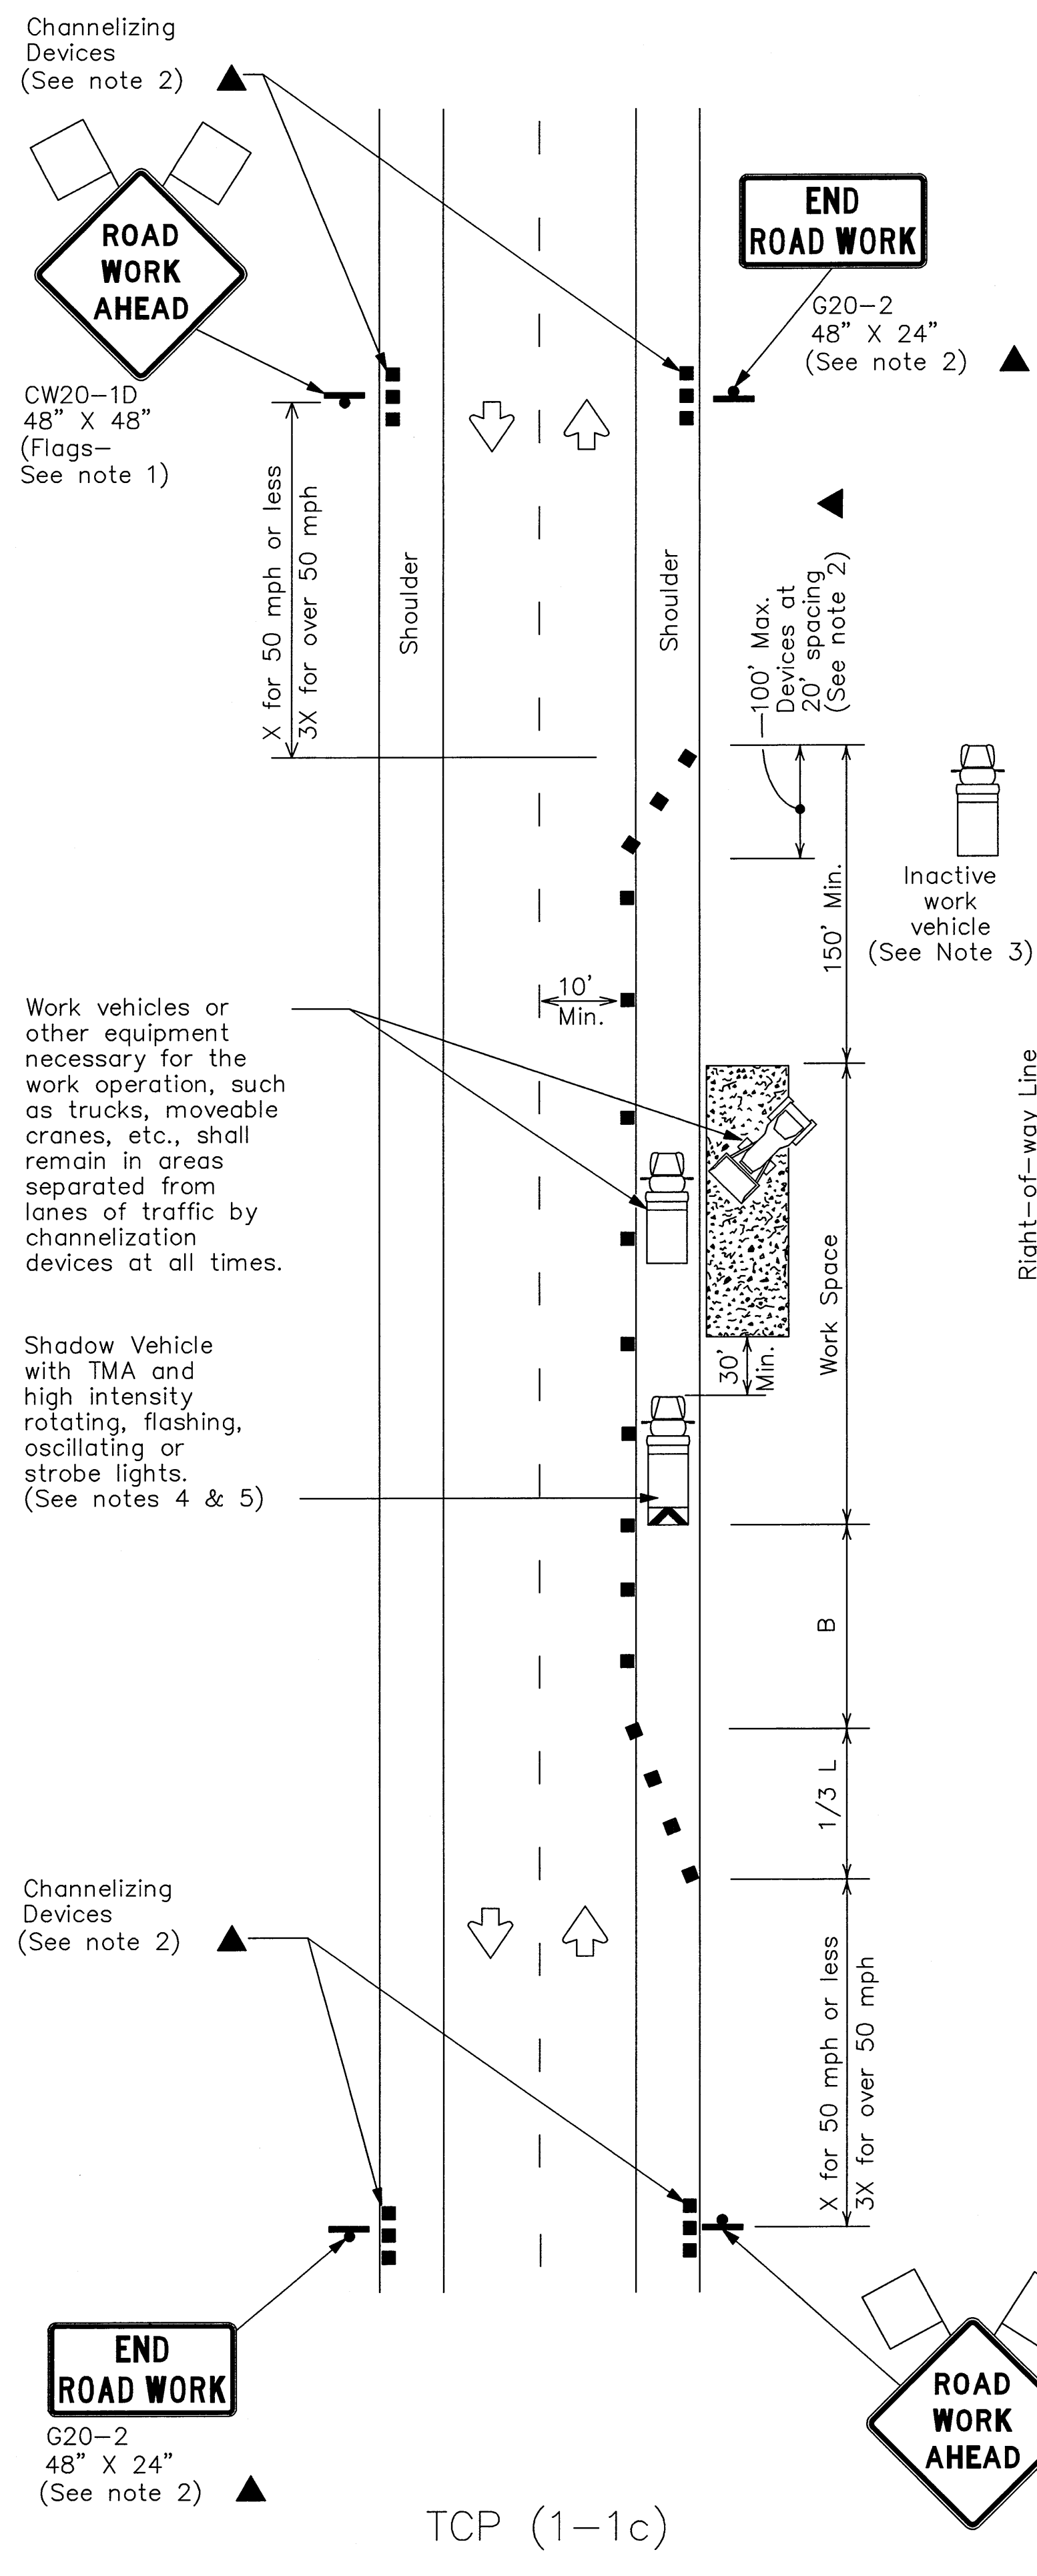 Channelizing
Devices
(See note 2)
ROAD
WORK
AHEAD
END
ROAD WORK
G20-2
48" X 24"
(See note 2)
CW20-1D
48" X 48"
(Flags-
See note 1)
X for 50 mph or less
3X for over 50 mph
Shoulder
Shoulder
100' Max.
Devices at
20' spacing
(See note 2)
150' Min.
Inactive
work
vehicle
(See Note 3)
10'
Min.
Work vehicles or
other equipment
necessary for the
work operation, such
as trucks, moveable
cranes, etc., shall
remain in areas
separated from
lanes of traffic by
channelization
devices at all times.
Right-of-way Line
Work Space
30'
Min.
Shadow Vehicle
with TMA and
high intensity
rotating, flashing,
oscillating or
strobe lights.
(See notes 4 & 5)
B
1/3 L
Channelizing
Devices
(See note 2)
X for 50 mph or less
3X for over 50 mph
END
ROAD WORK
G20-2
48" X 24"
(See note 2)
ROAD
WORK
AHEAD
TCP (1-1c)